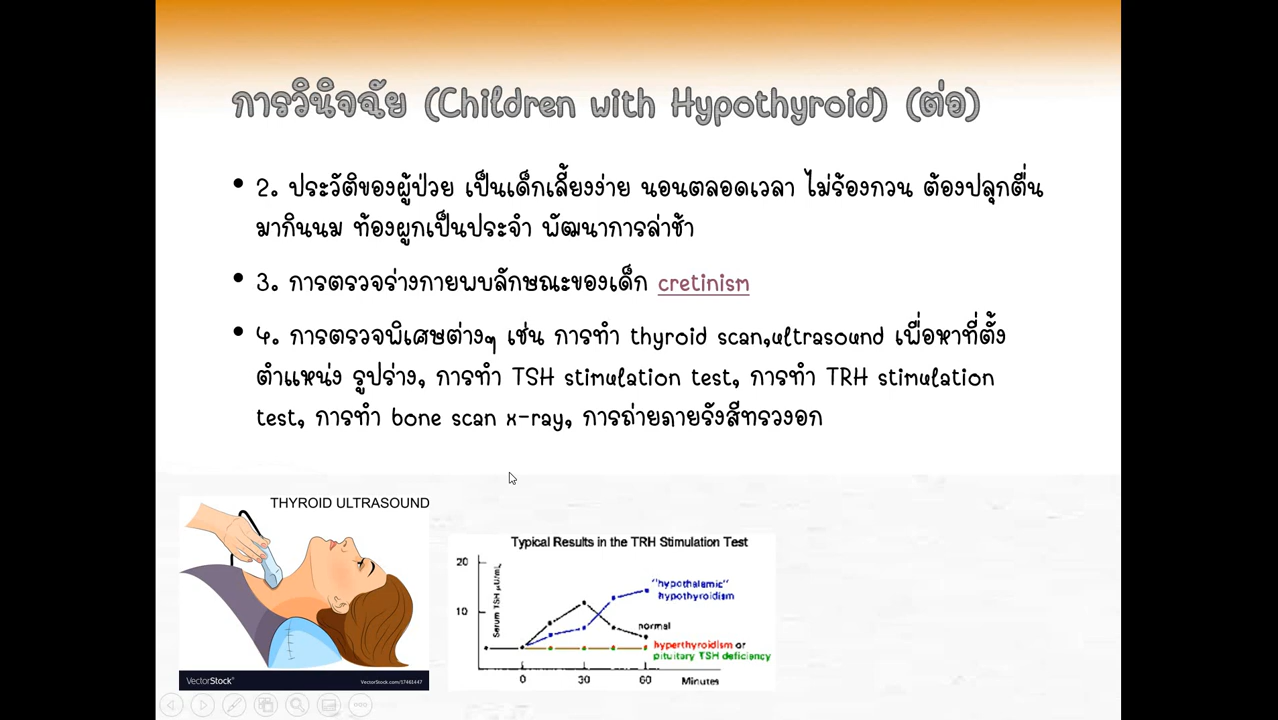 การวินิจฉัย (Children with Hypothyroid) (ต่อ)
• 2. ประวัติของผู้ป่วย เป็นเด็กเลี้ยงง่าย นอนตลอดเวลา ไม่ร้องกวน ต้องปลุกตื่น
มากินนม ท้องผูกเป็นประจำ พัฒนาการล่าช้า
• 3. การตรวจร่างกายพบลักษณะของเด็ก cretinism
• 4. การตรวจพิเศษต่างๆ เช่น การทำ thyroid scan,ultrasound เพื่อหาที่ตั้ง
ตำแหน่ง รูปร่าง, การทำ TSH stimulation test, การทำ TRH stimulation
test, การทำ bone scan x-ray, การถ่ายภายรังสีทรวงอก
THYROID ULTRASOUND
VectorStock®
VectorStock.com/17461447
Typical Results in the TRH Stimulation Test
20
10
Serum TSH µU/mL
"hypothalamic"
hypothyroidism
normal
hyperthyroidism or
pituitary TSH deficiency
0 30 60 Minutes